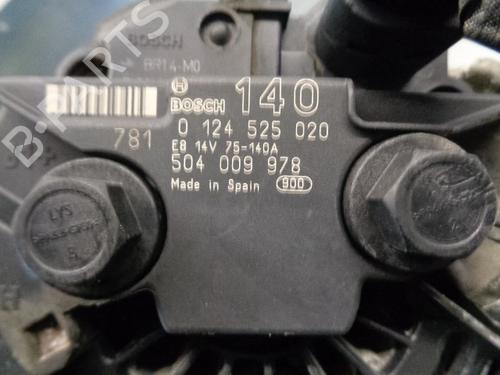 B-PARTS
BOSCH
BR14-M0
BOSCH 140
781
0 124 525 020
E8 14V 75-140A
504 009 978
Made in Spain 900
LYS